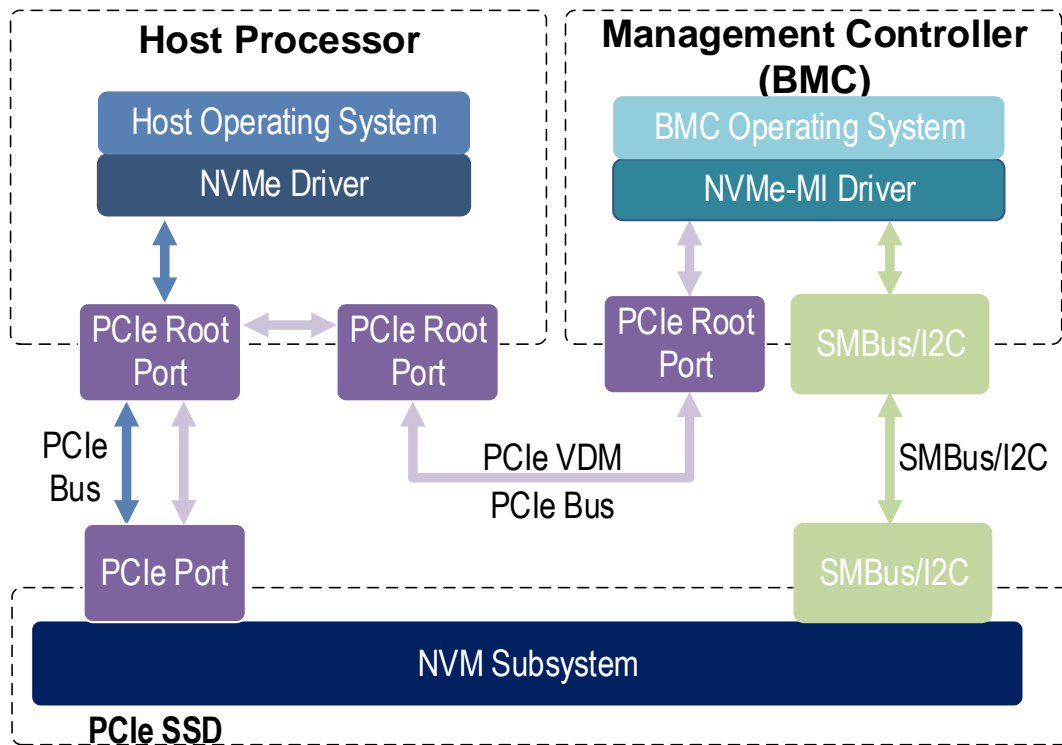 Host Processor
Host Operating System
NVMe Driver
PCIe Root
Port
PCIe Root
Port
Management Controller
(BMC)
BMC Operating System
NVMe-MI Driver
PCIe Root
Port
SMBus/I2C
PCIe
Bus
PCIe VDM
PCIe Bus
SMBus/I2C
PCIe Port
SMBus/I2C
NVM Subsystem
PCIe SSD